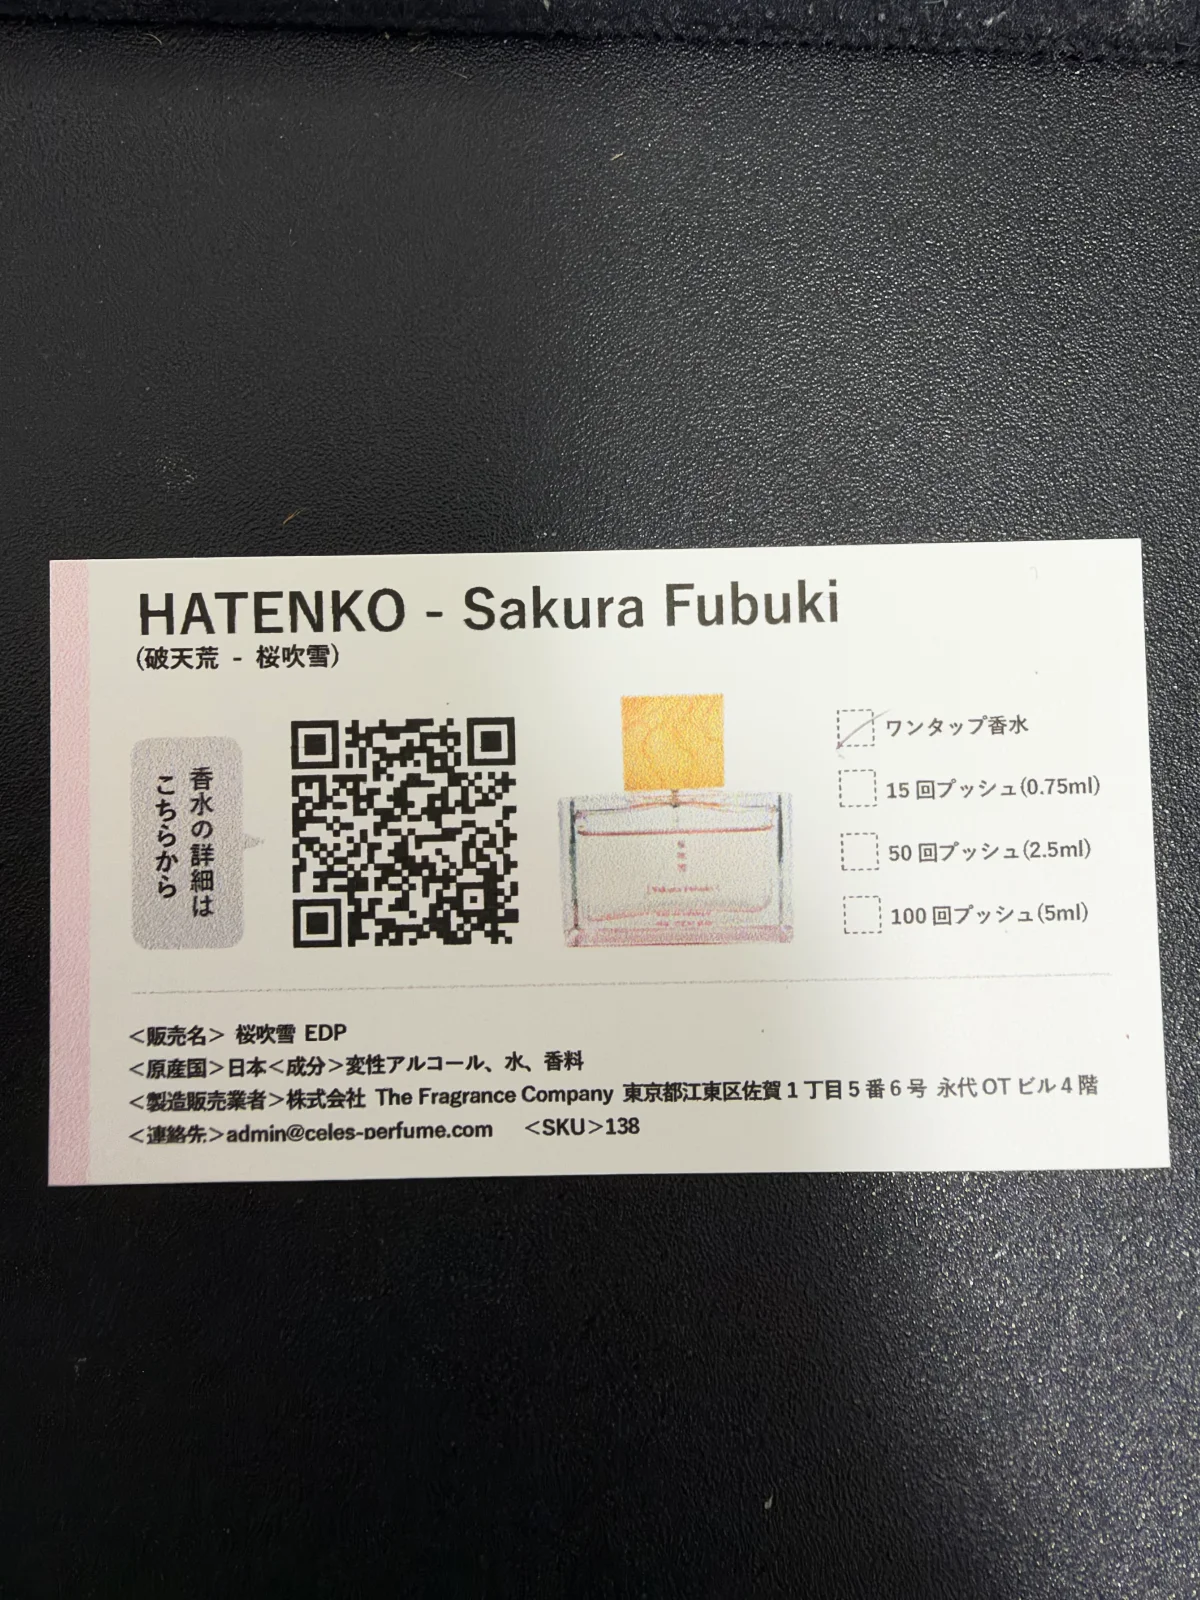 HATENKO - Sakura Fubuki
(破天荒 - 桜吹雪)
香水の詳細は
こちらから
Sakura Fubuki
ワンタップ香水
15 回プッシュ(0.75ml)
50 回プッシュ(2.5ml)
100 回プッシュ(5ml)
<販売名> 桜吹雪 EDP
<原産国>日本<成分>変性アルコール、水、香料
<製造販売業者>株式会社 The Fragrance Company 東京都江東区佐賀1丁目5番6号 永代OTビル4階
<連絡先>admin@celes-perfume.com <SKU>138